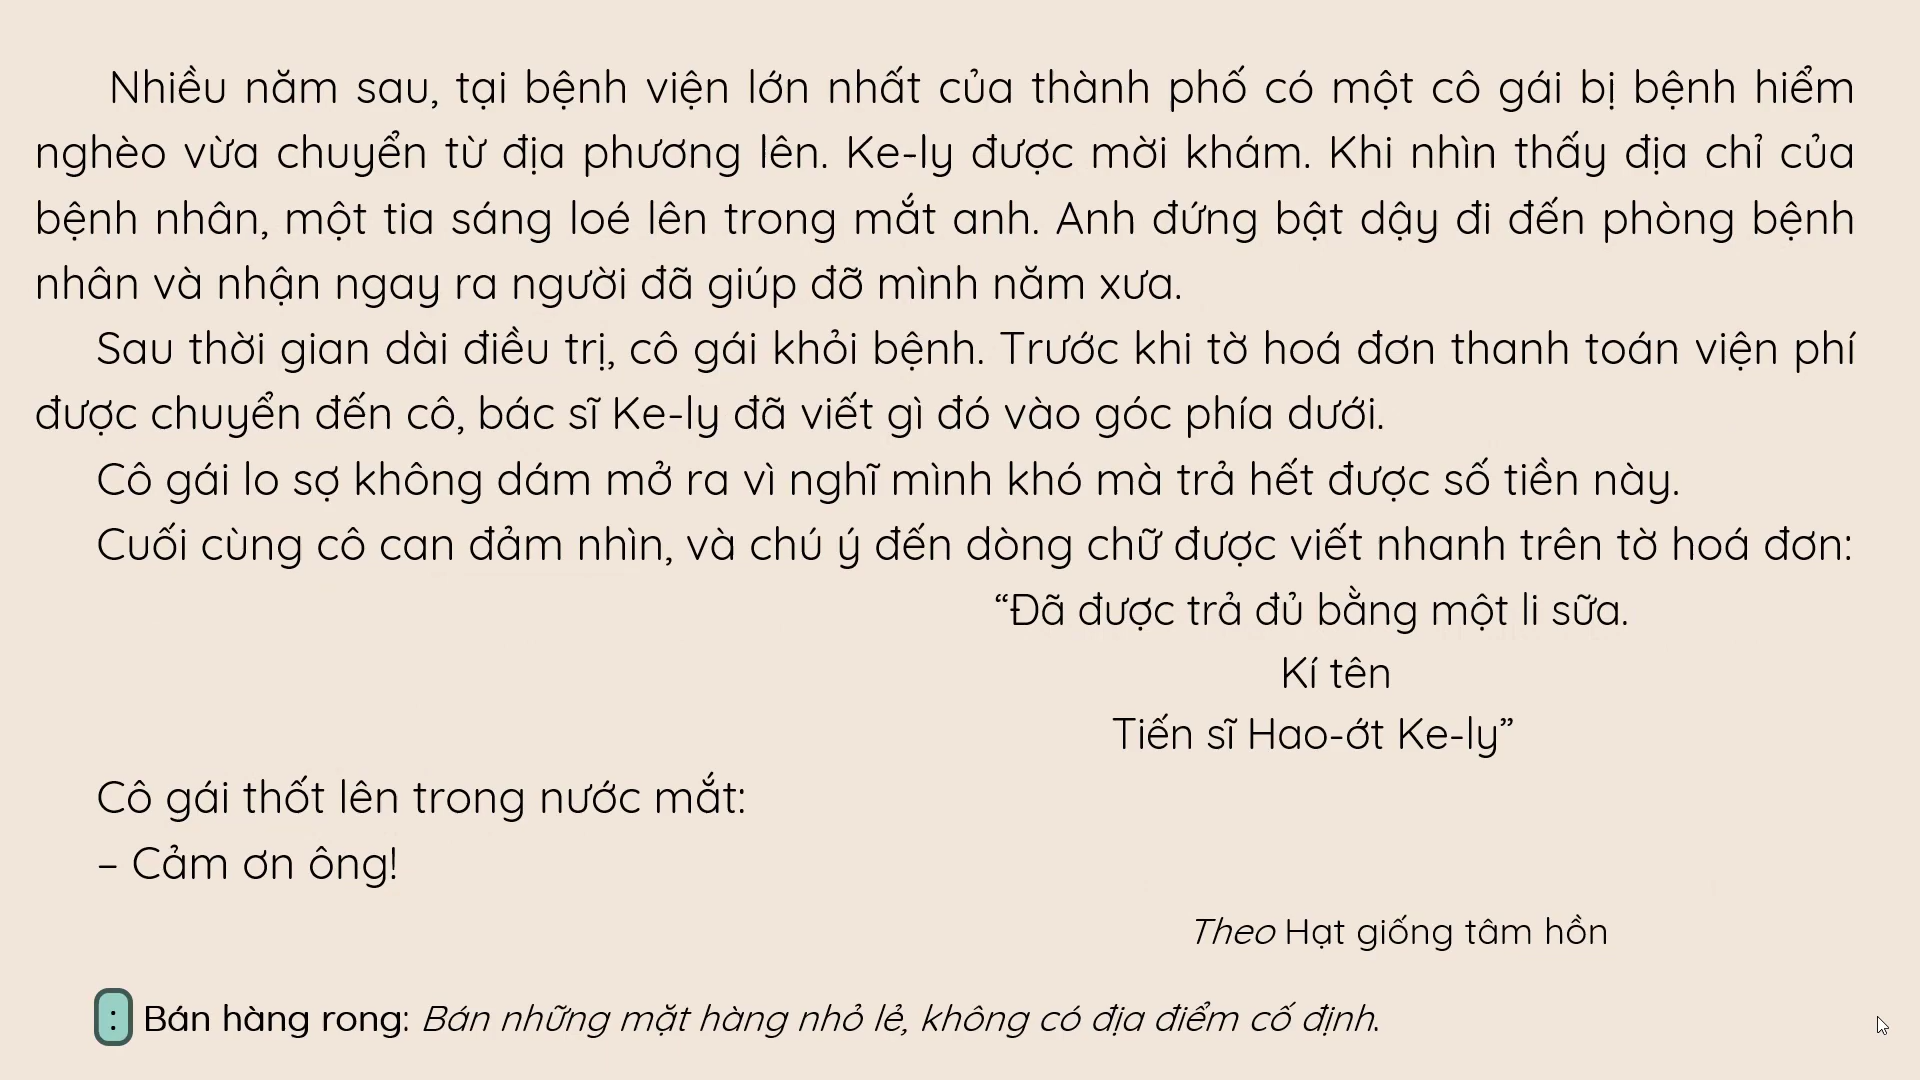 Nhiều năm sau, tại bệnh viện lớn nhất của thành phố có một cô gái bị bệnh hiểm
nghèo vừa chuyển từ địa phương lên. Ke-ly được mời khám. Khi nhìn thấy địa chỉ của
bệnh nhân, một tia sáng loé lên trong mắt anh. Anh đứng bật dậy đi đến phòng bệnh
nhân và nhận ngay ra người đã giúp đỡ mình năm xưa.
Sau thời gian dài điều trị, cô gái khỏi bệnh. Trước khi tờ hoá đơn thanh toán viện phí
được chuyển đến cô, bác sĩ Ke-ly đã viết gì đó vào góc phía dưới.
Cô gái lo sợ không dám mở ra vì nghĩ mình khó mà trả hết được số tiền này.
Cuối cùng cô can đảm nhìn, và chú ý đến dòng chữ được viết nhanh trên tờ hoá đơn:
“Đã được trả đủ bằng một li sữa.
Kí tên
Tiến sĩ Hao-ớt Ke-ly”
Cô gái thốt lên trong nước mắt:
– Cảm ơn ông!
Theo Hạt giống tâm hồn
: Bán hàng rong: Bán những mặt hàng nhỏ lẻ, không có địa điểm cố định.